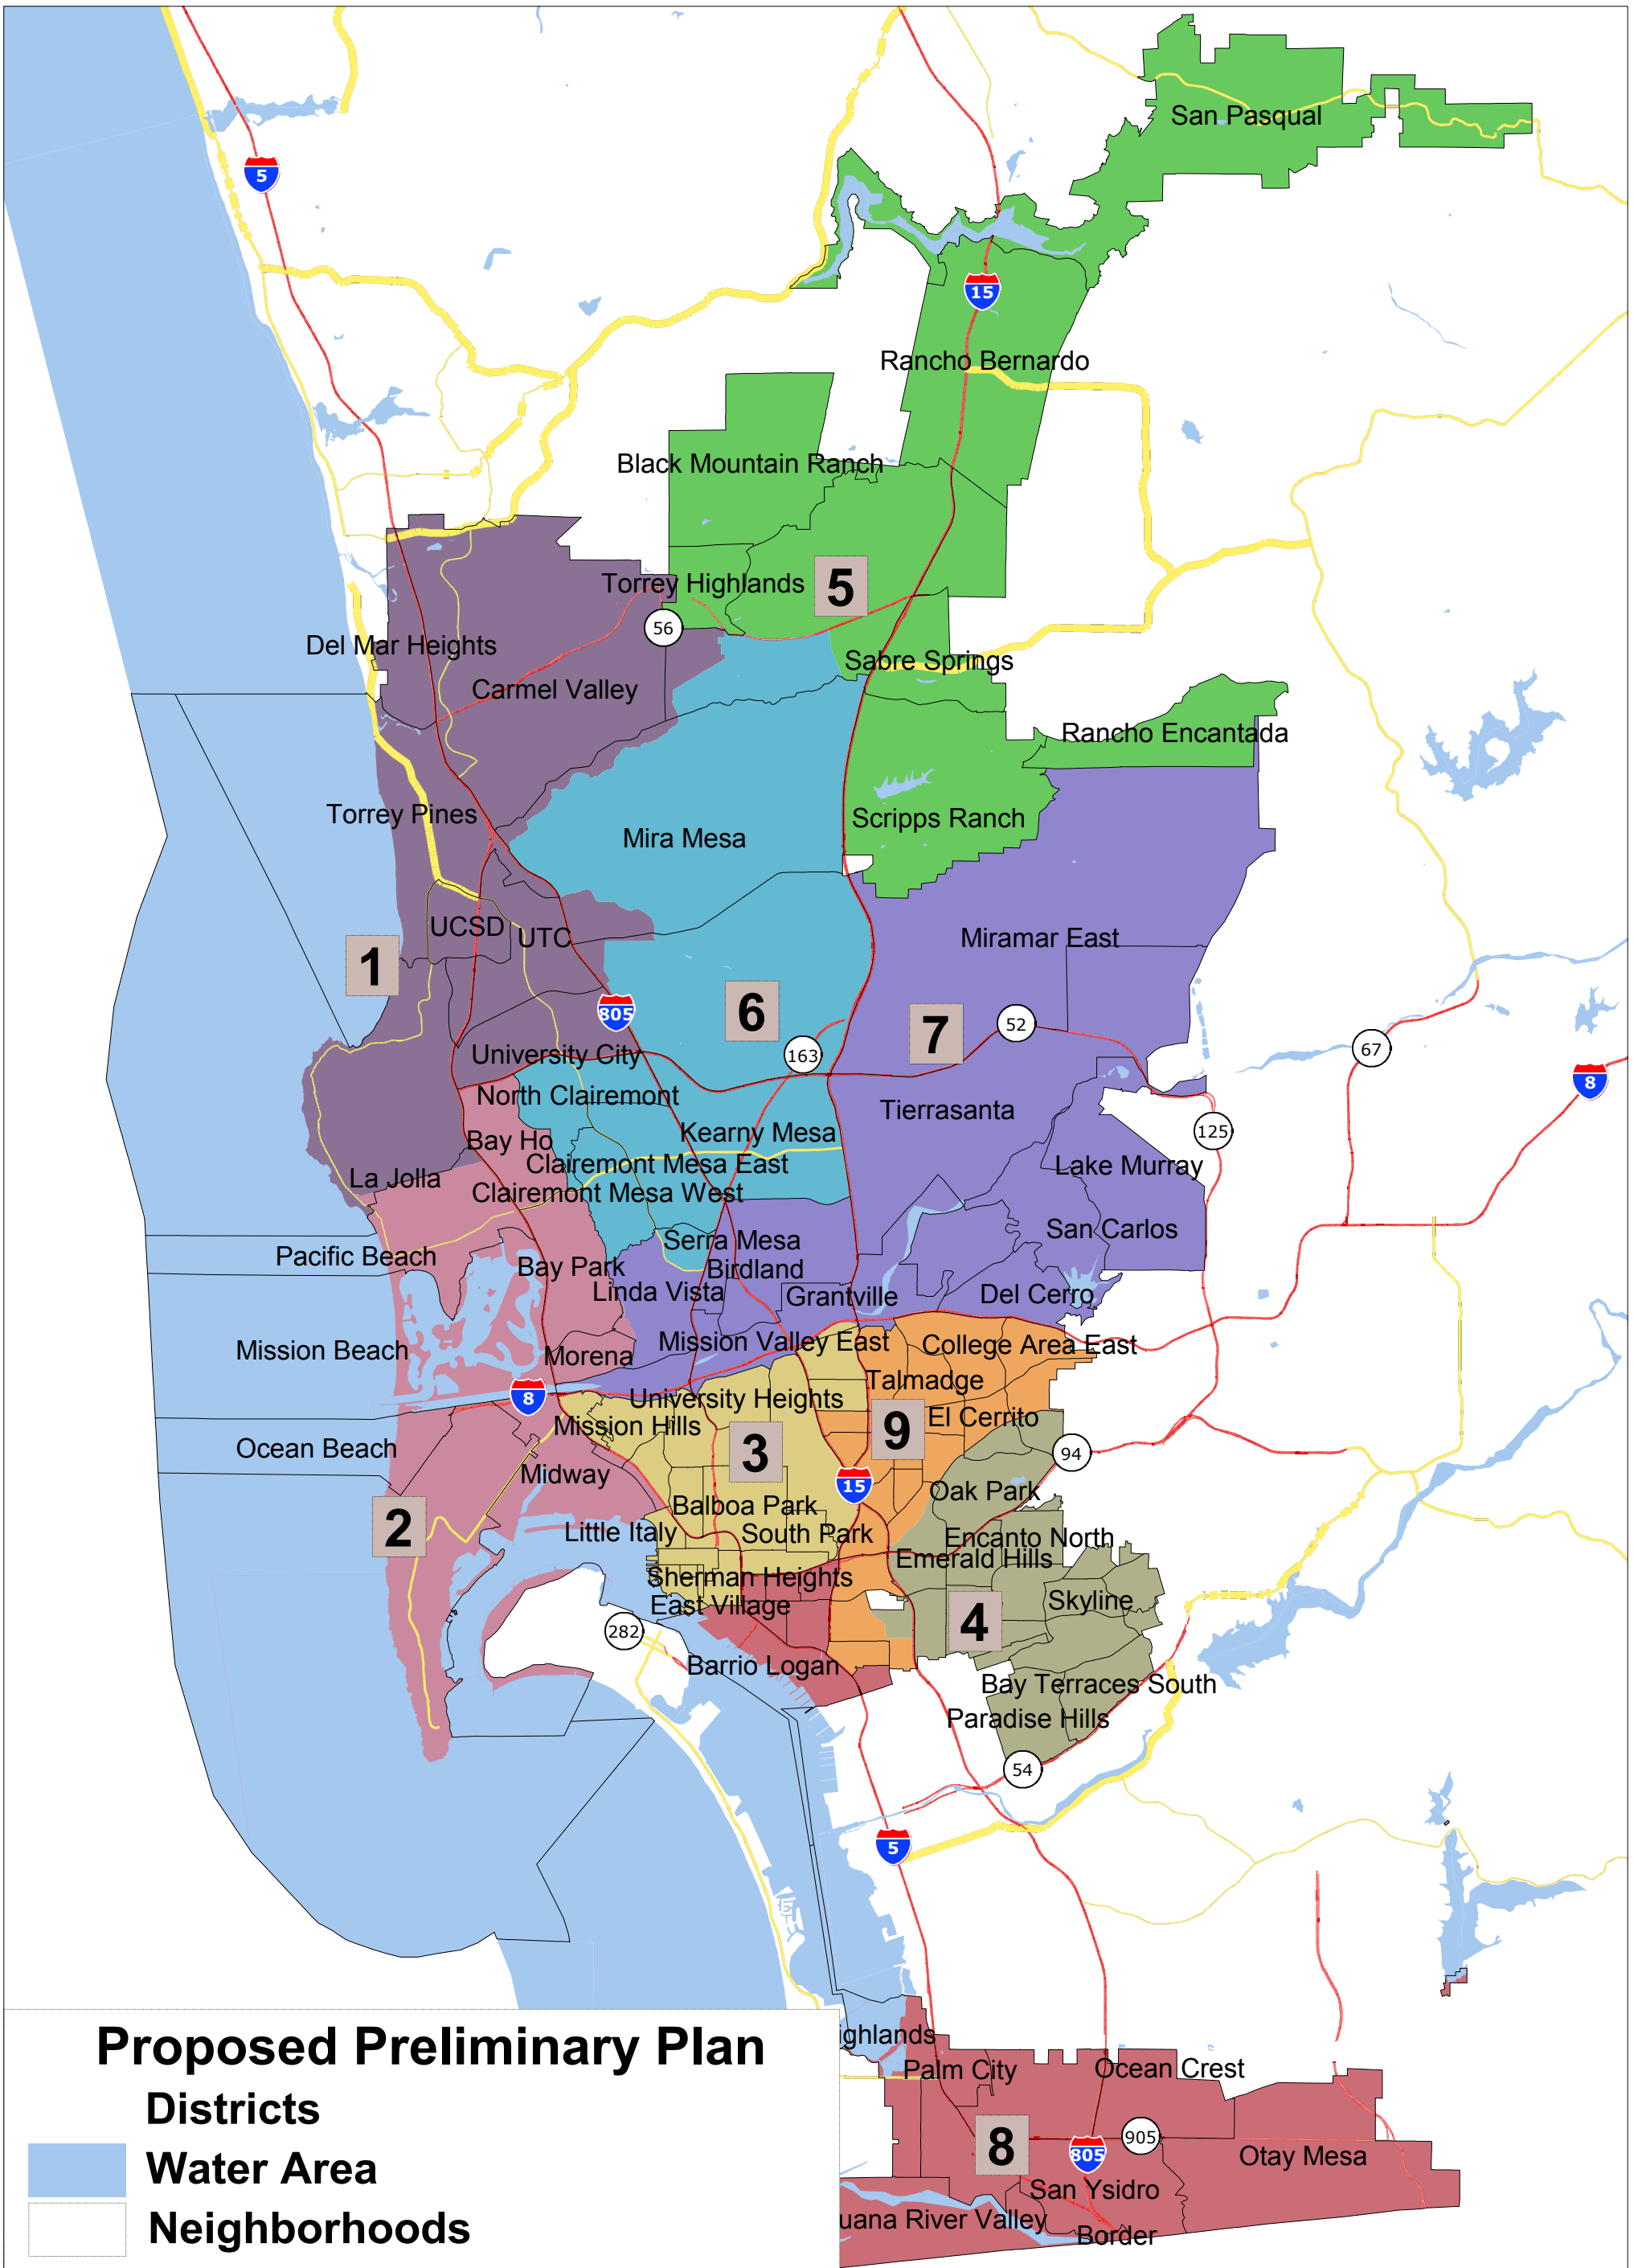 San Pasqual
5
15
Rancho Bernardo
Black Mountain Ranch
Torrey Highlands
5
56
Del Mar Heights
Sabre Springs
Carmel Valley
Rancho Encantada
Torrey Pines
Scripps Ranch
Mira Mesa
UCSD
UTC
Miramar East
1
6
7
52
805
163
67
University City
8
North Clairemont
Tierrasanta
Bay Ho
Kearny Mesa
125
Clairemont Mesa East
Lake Murray
La Jolla
Clairemont Mesa West
San Carlos
Serra Mesa
Pacific Beach
Bay Park
Birdland
Linda Vista
Grantville
Del Cerro
Mission Beach
Morena
Mission Valley East
College Area East
Talmadge
8
University Heights
Mission Hills
El Cerrito
3
9
94
Ocean Beach
Midway
15
Oak Park
Balboa Park
2
Little Italy
South Park
Encanto North
Emerald Hills
Sherman Heights
East Village
Skyline
4
282
Barrio Logan
Bay Terraces South
Paradise Hills
54
5
Proposed Preliminary Plan
Districts
Water Area
Neighborhoods
ighlands
Palm City
Ocean Crest
8
805
905
Otay Mesa
San Ysidro
uana River Valley
Border